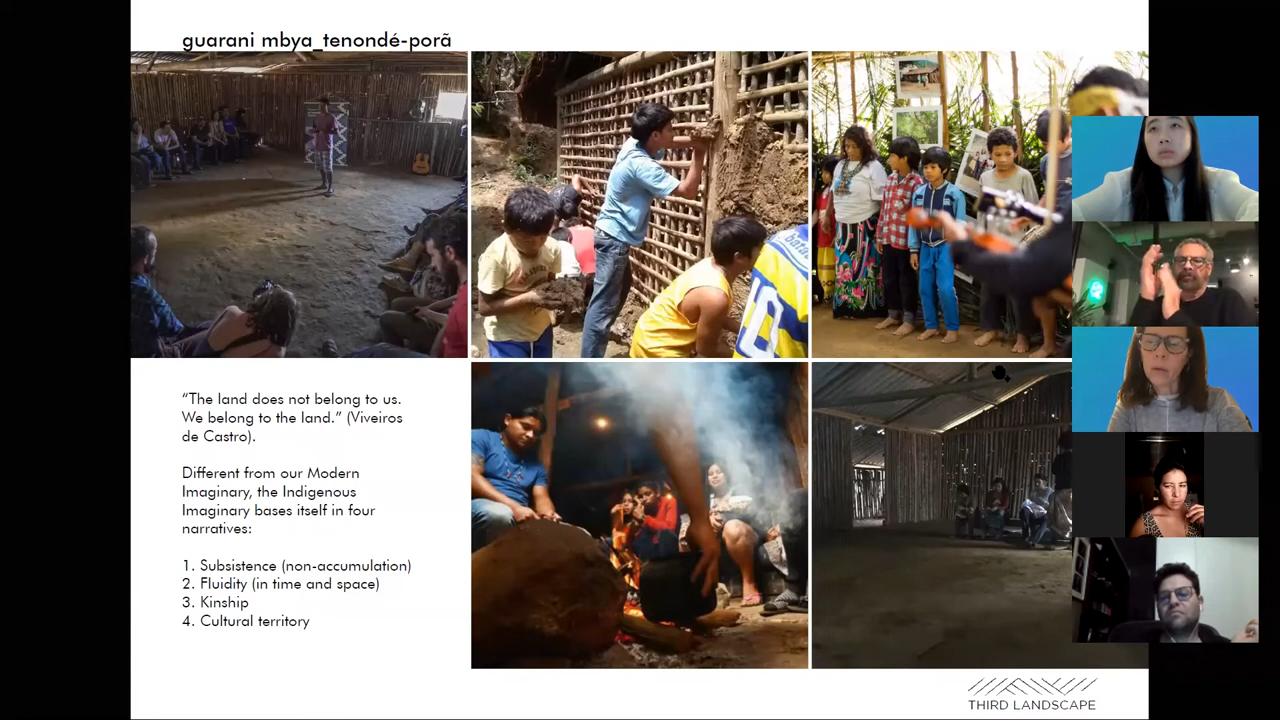 guarani mbya_tenondé-porã
“The land does not belong to us.
We belong to the land.” (Viveiros
de Castro).
Different from our Modern
Imaginary, the Indigenous
Imaginary bases itself in four
narratives:
1. Subsistence (non-accumulation)
2. Fluidity (in time and space)
3. Kinship
4. Cultural territory
THIRD LANDSCAPE